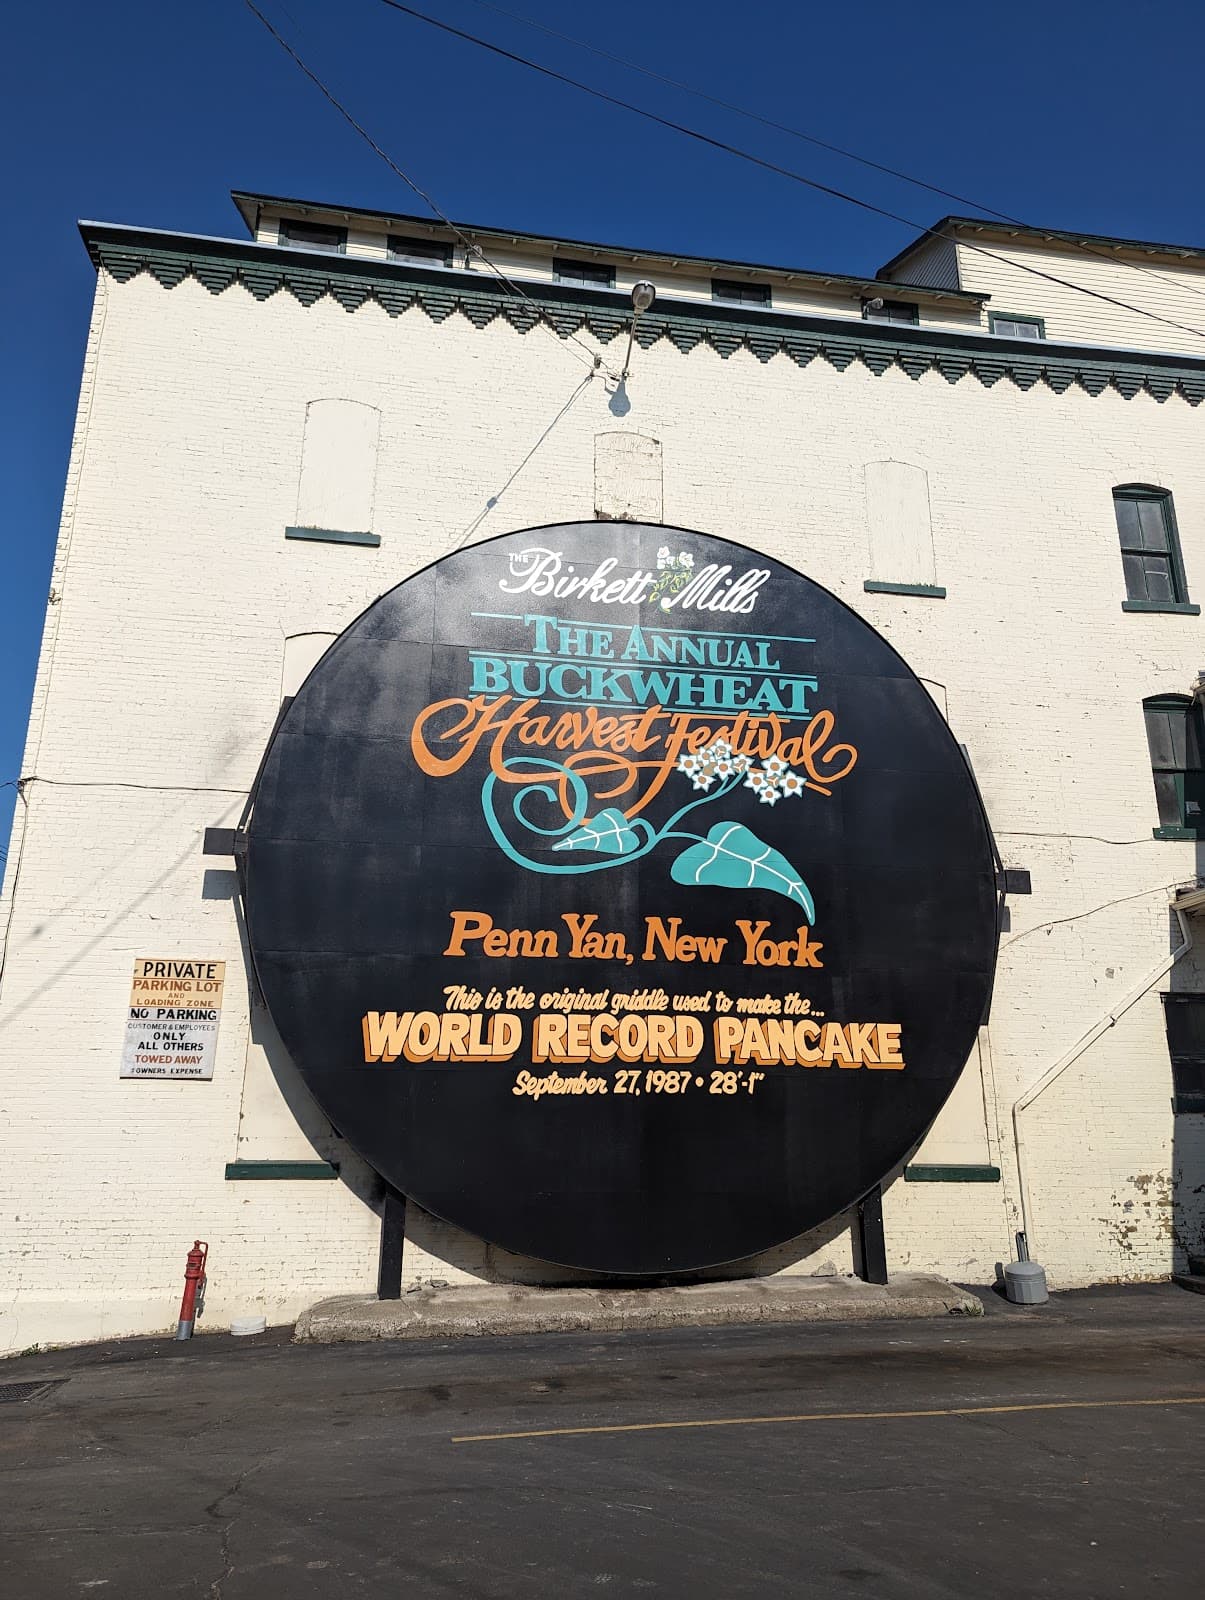 THE Birkett Mills
THE ANNUAL
BUCKWHEAT
Harvest Festival
Penn Yan, New York
This is the original griddle used to make the...
WORLD RECORD PANCAKE
September 27, 1987 • 28'-1"
PRIVATE
PARKING LOT
AND
LOADING ZONE
NO PARKING
CUSTOMER & EMPLOYEES
ONLY
ALL OTHERS
TOWED AWAY
OWNERS EXPENSE